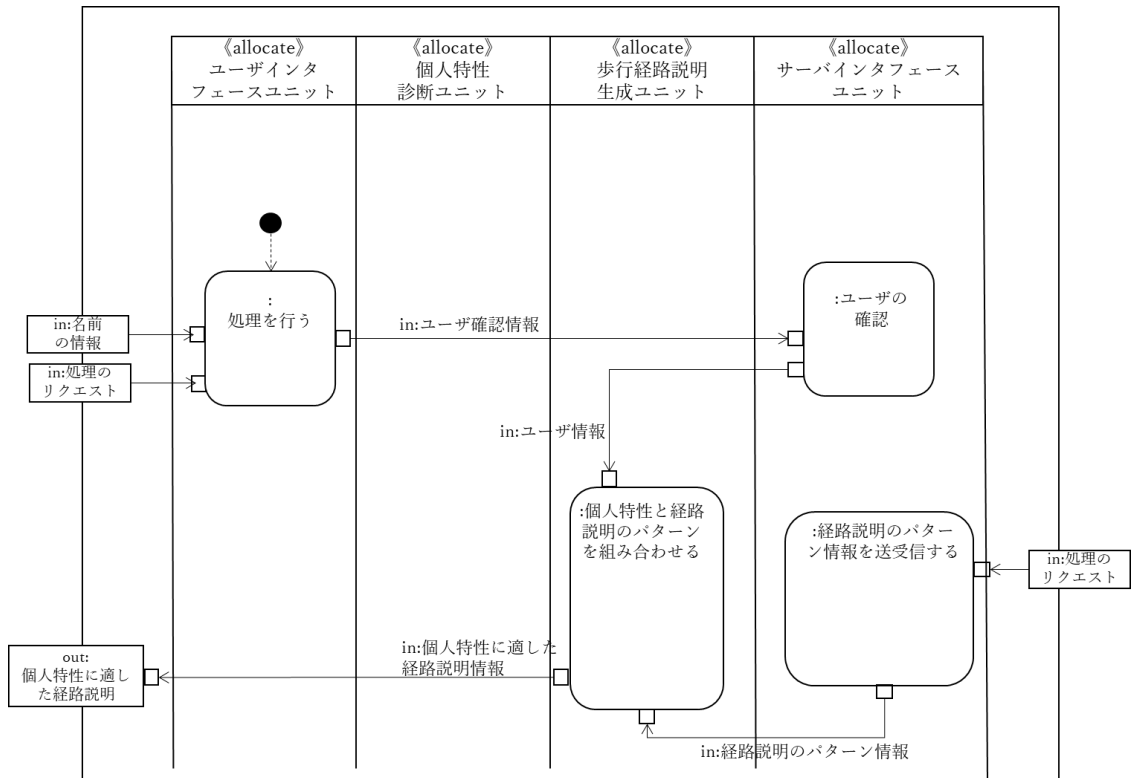 《allocate》
ユーザインタ
フェースユニット
《allocate》
個人特性
診断ユニット
《allocate》
歩行経路説明
生成ユニット
《allocate》
サーバインタフェース
ユニット
in:名前
の情報
in:処理の
リクエスト
:
処理を行う
in:ユーザ確認情報
:ユーザの
確認
in:ユーザ情報
:個人特性と経路
説明のパターン
を組み合わせる
:経路説明のパター
ン情報を送受信する
in:処理の
リクエスト
in:個人特性に適した
経路説明情報
out:
個人特性に適し
た経路説明
in:経路説明のパターン情報